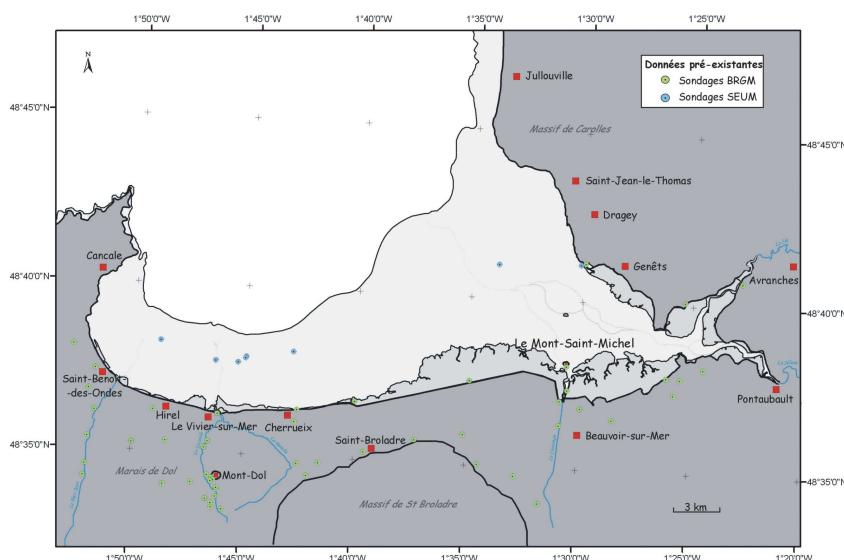 1°50'0"W
1°45'0"W
1°40'0"W
1°35'0"W
1°30'0"W
1°25'0"W
N
Données pré-existantes
Sondages BRGM
Sondages SEUM
Jullouville
48°45'0"N
Massif de Carolles
48°45'0"N
Saint-Jean-le-Thomas
Dragey
Cancale
Genêts
48°40'0"N
Avranches
48°40'0"N
Le Mont-Saint-Michel
Saint-Benoit
-des-Ondes
Pontaubault
Hirel
Le Vivier-sur-Mer
Cherrueix
48°35'0"N
Saint-Broladre
Beauvoir-sur-Mer
Marais de Dol
Mont-Dol
48°35'0"N
Massif de St Broladre
3 km
1°50'0"W
1°45'0"W
1°40'0"W
1°35'0"W
1°30'0"W
1°25'0"W
1°20'0"W